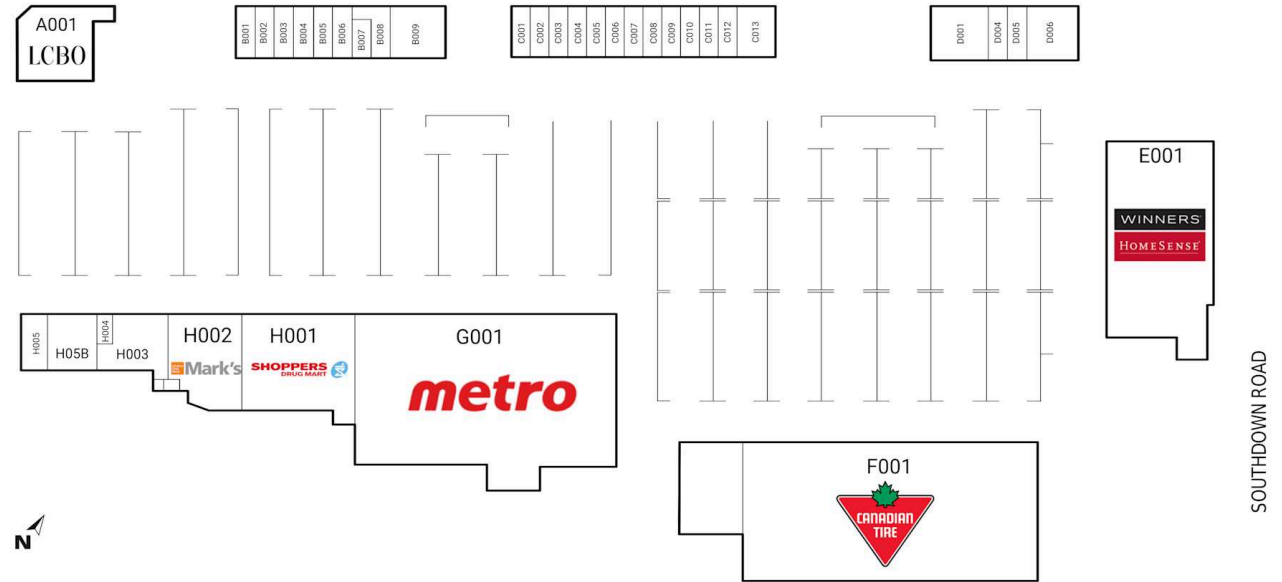 A001
LCBO
B001
B002
B003
B004
B005
B006
B007
B008
B009
C001
C002
C003
C004
C005
C006
C007
C008
C009
C010
C011
C012
C013
D001
D004
D005
D006
E001
WINNERS
HOMESENSE
H005
H05B
H004
H003
H002
Mark's
H001
SHOPPERS
DRUG MART
G001
metro
F001
CANADIAN
TIRE
SOUTHDOWN ROAD
N